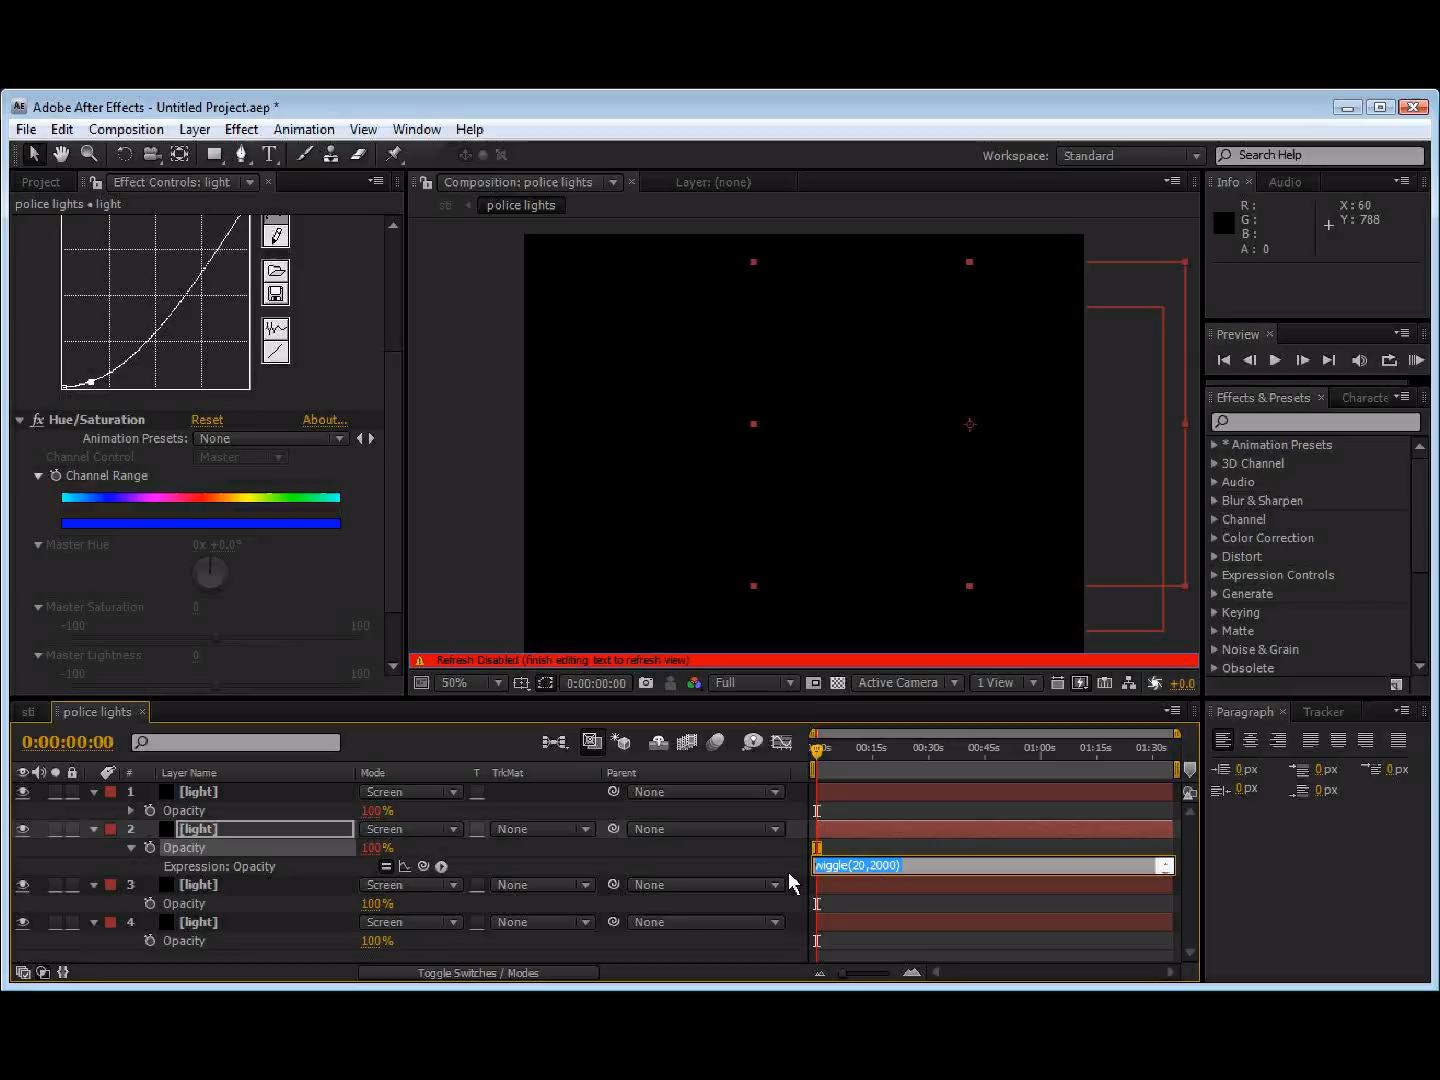 Adobe After Effects - Untitled Project.aep *
File Edit Composition Layer Effect Animation View Window Help
Workspace: Standard Search Help
Project Effect Controls: light Composition: police lights Layer: (none) Info Audio
police lights • light sti police lights
R: X: 60
G: Y: 788
B:
A: 0
Preview
Effects & Presets Characte
* Animation Presets
3D Channel
Audio
Blur & Sharpen
Channel
Color Correction
Distort
Expression Controls
Generate
Keying
Matte
Noise & Grain
Obsolete
fx Hue/Saturation Reset About...
Animation Presets: None
Channel Control Master
Channel Range
Master Hue 0x +0.0°
Master Saturation 0
-100 100
Master Lightness 0
-100 100
Refresh Disabled (finish editing text to refresh view)
50% 0:00:00:00 Full Active Camera 1 View +0.0
sti police lights
Paragraph Tracker
0:00:00:00
00s 00:15s 00:30s 00:45s 01:00s 01:15s 01:30s
# Layer Name Mode T TrkMat Parent
0 px 0 px 0 px
0 px 0 px
1 [light] Screen None
Opacity 100%
2 [light] Screen None None
Opacity 100%
Expression: Opacity wiggle(20,2000)
3 [light] Screen None None
Opacity 100%
4 [light] Screen None None
Opacity 100%
Toggle Switches / Modes